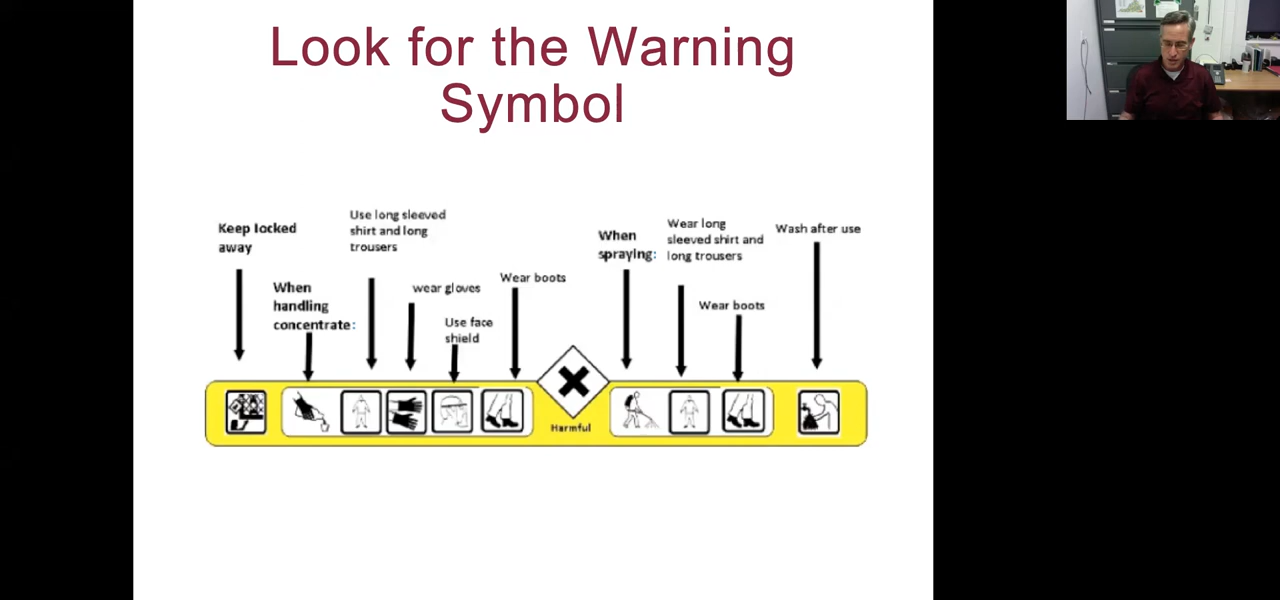 Look for the Warning
Symbol
Keep locked
away
When
handling
concentrate:
Use long sleeved
shirt and long
trousers
wear gloves
Use face
shield
Wear boots
Harmful
When
spraying:
Wear long
sleeved shirt and
long trousers
Wear boots
Wash after use